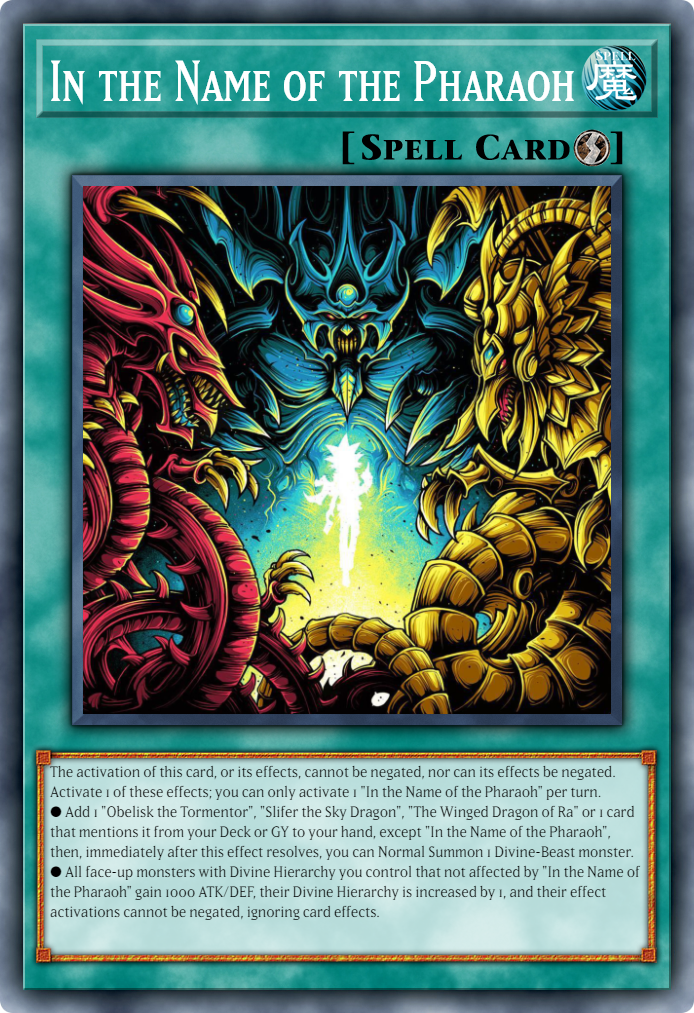 In the Name of the Pharaoh
SPELL
魔
[Spell Card]
The activation of this card, or its effects, cannot be negated, nor can its effects be negated.
Activate 1 of these effects; you can only activate 1 "In the Name of the Pharaoh" per turn.
● Add 1 "Obelisk the Tormentor", "Slifer the Sky Dragon", "The Winged Dragon of Ra" or 1 card
that mentions it from your Deck or GY to your hand, except "In the Name of the Pharaoh",
then, immediately after this effect resolves, you can Normal Summon 1 Divine-Beast monster.
● All face-up monsters with Divine Hierarchy you control that not affected by "In the Name of
the Pharaoh" gain 1000 ATK/DEF, their Divine Hierarchy is increased by 1, and their effect
activations cannot be negated, ignoring card effects.